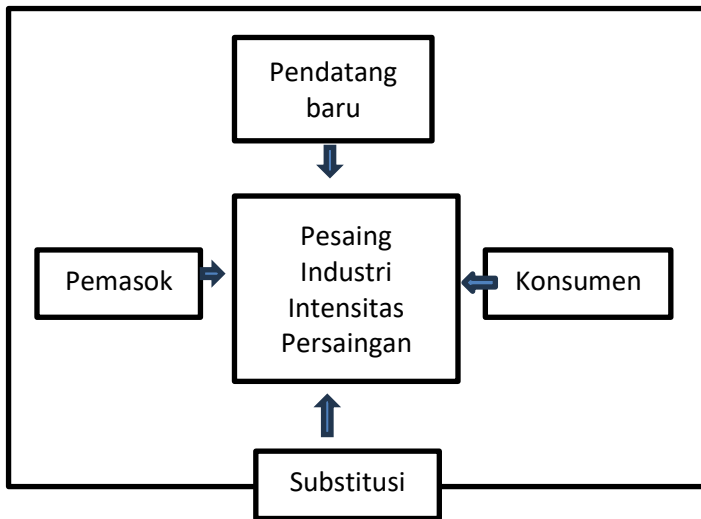 Pendatang
baru
Pemasok
Pesaing
Industri
Intensitas
Persaingan
Konsumen
Substitusi